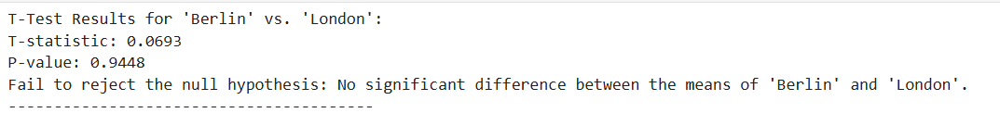 T-Test Results for 'Berlin' vs. 'London':
T-statistic: 0.0693
P-value: 0.9448
Fail to reject the null hypothesis: No significant difference between the means of 'Berlin' and 'London'.
----------------------------------------